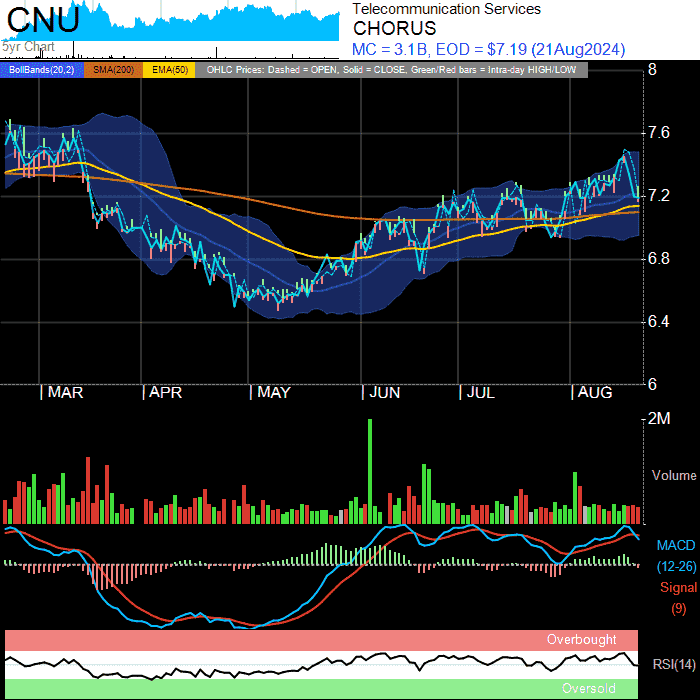 CNU
5yr Chart
Telecommunication Services
CHORUS
MC = 3.1B, EOD = $7.19 (21Aug2024)
BollBands(20,2) SMA(200) EMA(50) OHLC Prices: Dashed = OPEN, Solid = CLOSE, Green/Red bars = Intra-day HIGH/LOW
8
7.6
7.2
6.8
6.4
6
MAR APR MAY JUN JUL AUG
2M
Volume
MACD
(12-26)
Signal
(9)
Overbought
RSI(14)
Oversold